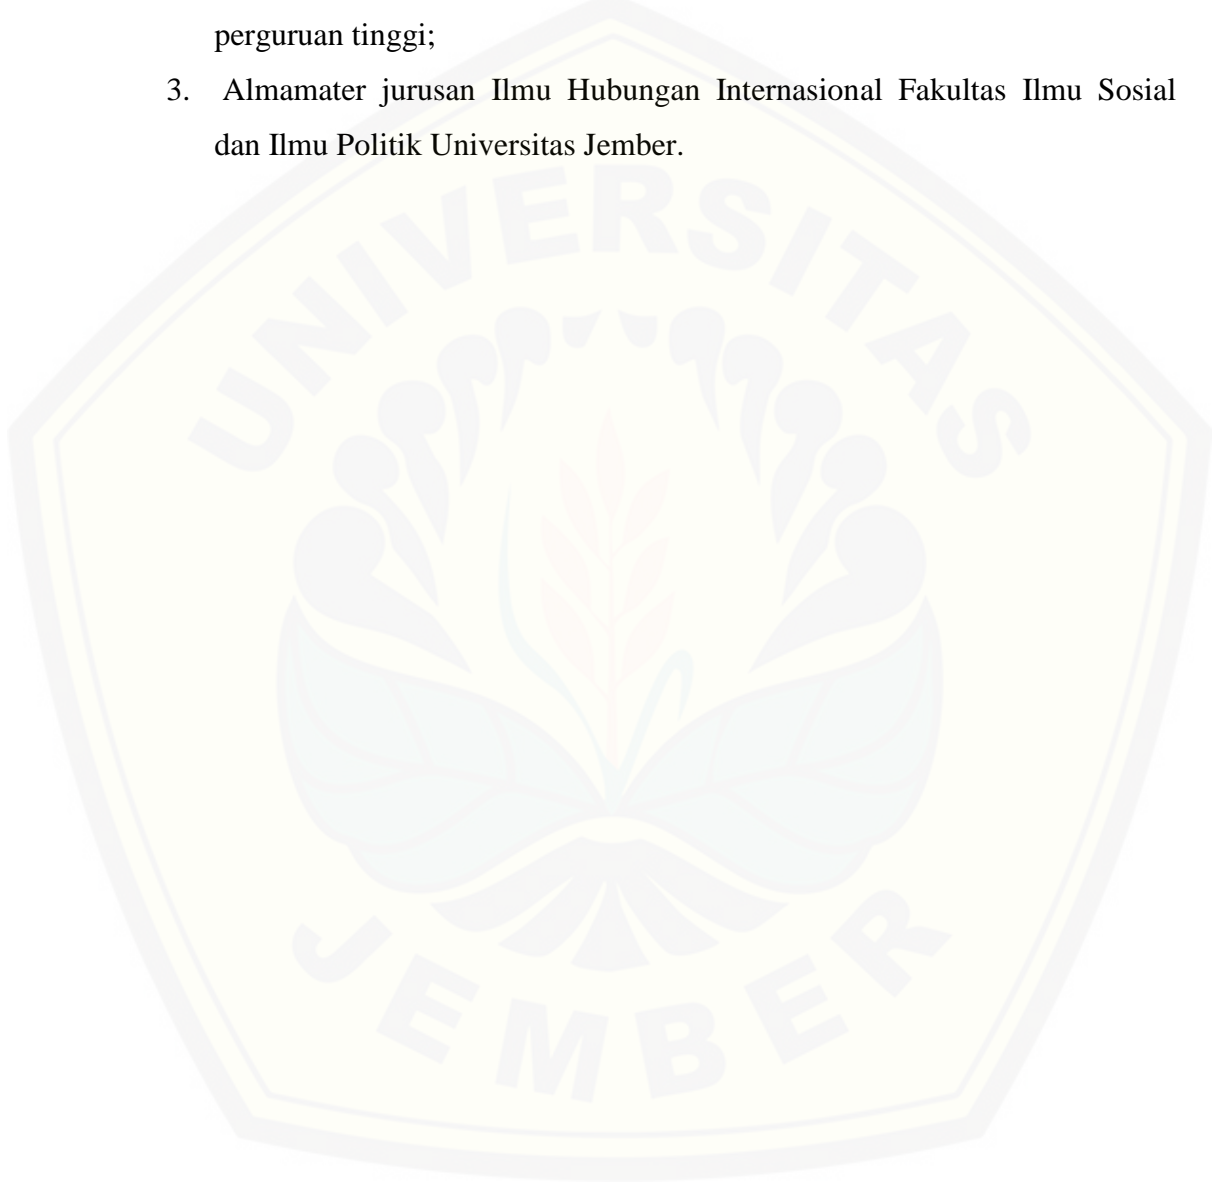 perguruan tinggi;
3. Almamater jurusan Ilmu Hubungan Internasional Fakultas Ilmu Sosial
dan Ilmu Politik Universitas Jember.
UNIVERSITAS
JEMBER